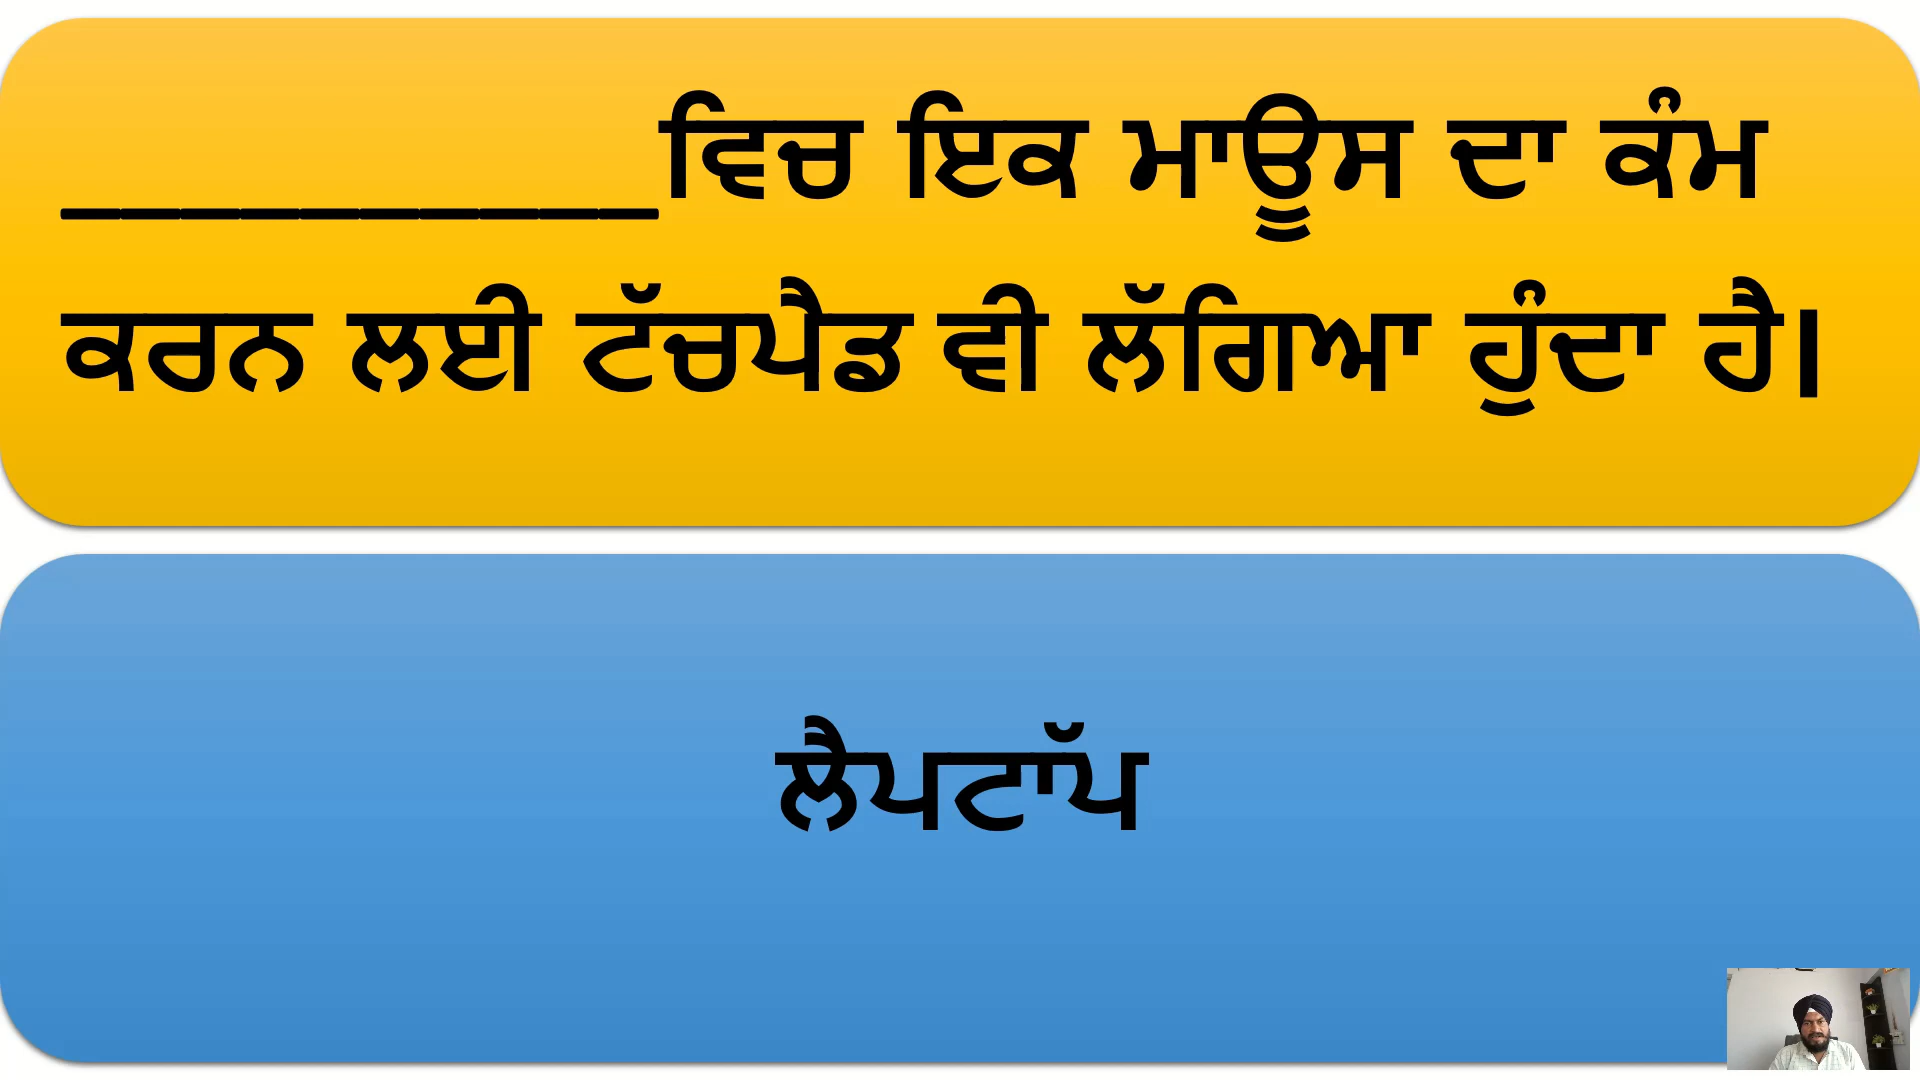 __________ਵਿਚ ਇਕ ਮਾਊਸ ਦਾ ਕੰਮ
ਕਰਨ ਲਈ ਟੱਚਪੈਡ ਵੀ ਲੱਗਿਆ ਹੁੰਦਾ ਹੈ।
ਲੈਪਟਾੱਪ